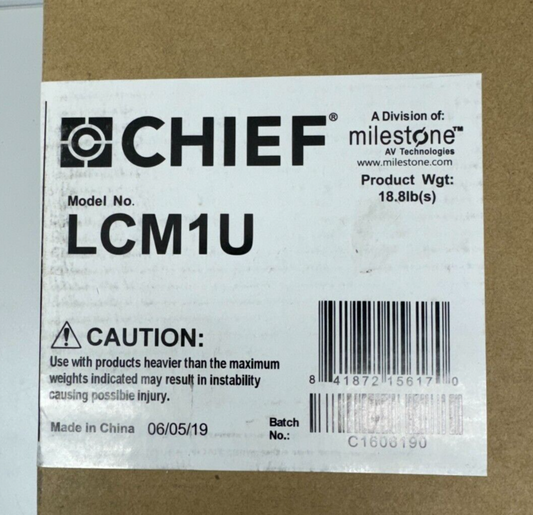 CHIEF®
A Division of:
milestone™
AV Technologies
www.milestone.com
Product Wgt:
18.8lb(s)
Model No.
LCM1U
CAUTION:
Use with products heavier than the maximum
weights indicated may result in instability
causing possible injury.
Made in China 06/05/19
8 41872 15617 0
Batch
No.:
C1606190